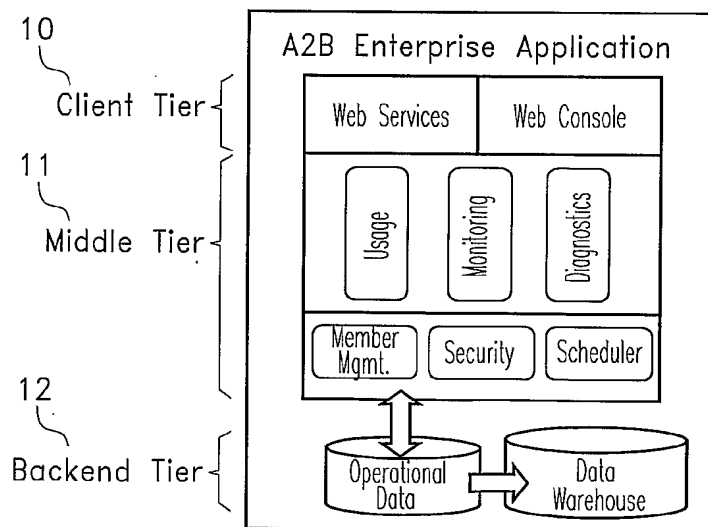 10
A2B Enterprise Application
Client Tier
Web Services
Web Console
11
Middle Tier
Usage
Monitoring
Diagnostics
Member
Mgmt.
Security
Scheduler
12
Backend Tier
Operational
Data
Data
Warehouse